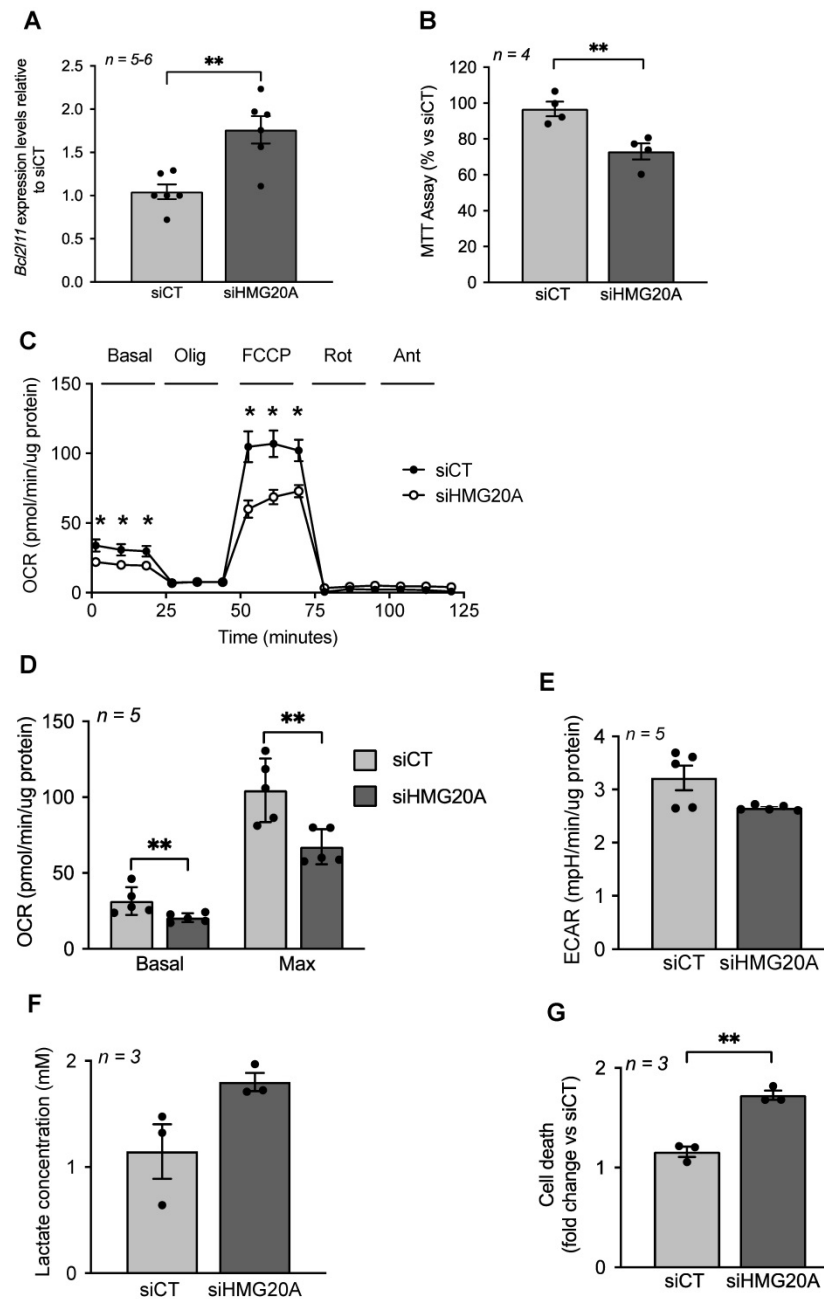 A
n = 5-6
**
2.5
2.0
1.5
1.0
0.5
0.0
Bcl2l11 expression levels relative
to siCT
siCT siHMG20A
B
n = 4
**
120
100
80
60
40
20
0
MTT Assay (% vs siCT)
siCT siHMG20A
C
Basal Olig FCCP Rot Ant
150
100
50
0
OCR (pmol/min/ug protein)
* * *
* * *
siCT
siHMG20A
0 25 50 75 100 125
Time (minutes)
D
n = 5
**
**
150
100
50
0
OCR (pmol/min/ug protein)
siCT
siHMG20A
Basal Max
E
n = 5
4
3
2
1
0
ECAR (mpH/min/ug protein)
siCT siHMG20A
F
n = 3
2
1
0
Lactate concentration (mM)
siCT siHMG20A
G
n = 3
**
2
1
0
Cell death
(fold change vs siCT)
siCT siHMG20A